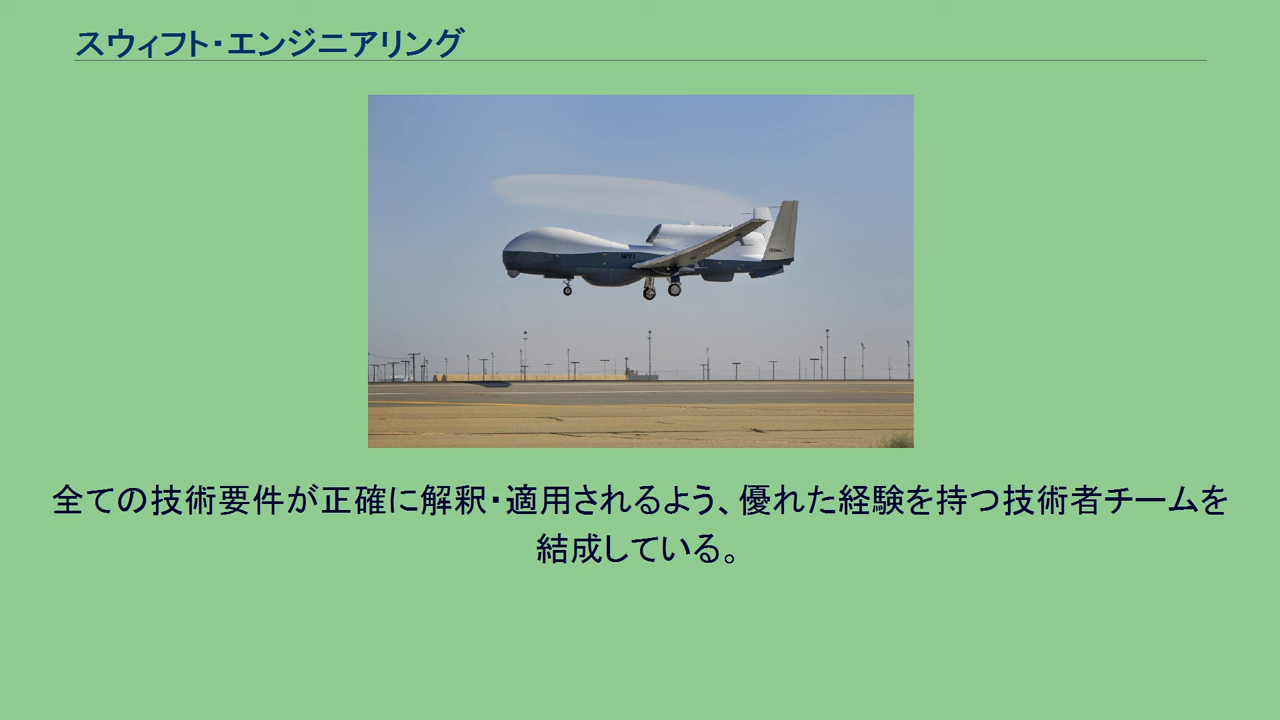 スウィフト・エンジニアリング
全ての技術要件が正確に解釈・適用されるよう、優れた経験を持つ技術者チームを
結成している。